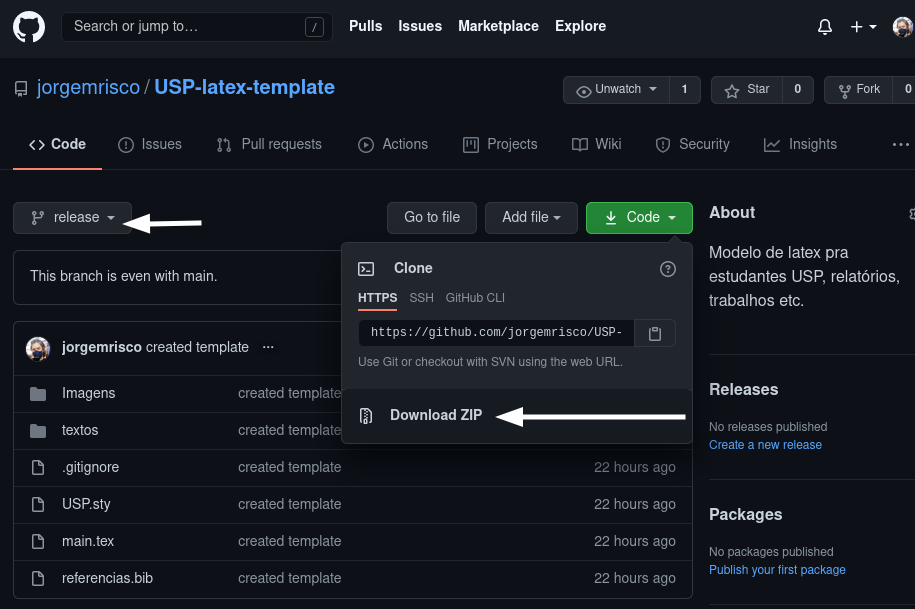 Search or jump to… /
Pulls Issues Marketplace Explore
jorgemrisco / USP-latex-template
Unwatch 1 Star 0 Fork 0
Code Issues Pull requests Actions Projects Wiki Security Insights ...
release Go to file Add file Code
This branch is even with main.
Clone
HTTPS SSH GitHub CLI
https://github.com/jorgemrisco/USP-
Use Git or checkout with SVN using the web URL.
Download ZIP
jorgemrisco created template ...
Imagens created template
textos created template
.gitignore created template 22 hours ago
USP.sty created template 22 hours ago
main.tex created template 22 hours ago
referencias.bib created template 22 hours ago
About
Modelo de latex pra
estudantes USP, relatórios,
trabalhos etc.
Releases
No releases published
Create a new release
Packages
No packages published
Publish your first package